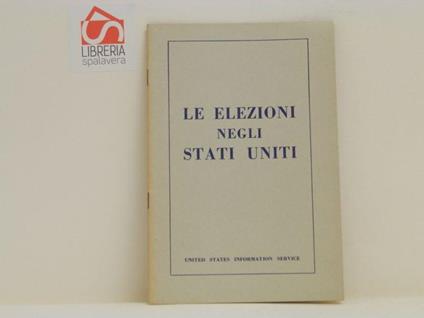 LIBRERIA
spalavera
LE ELEZIONI
NEGLI
STATI UNITI
UNITED STATES INFORMATION SERVICE